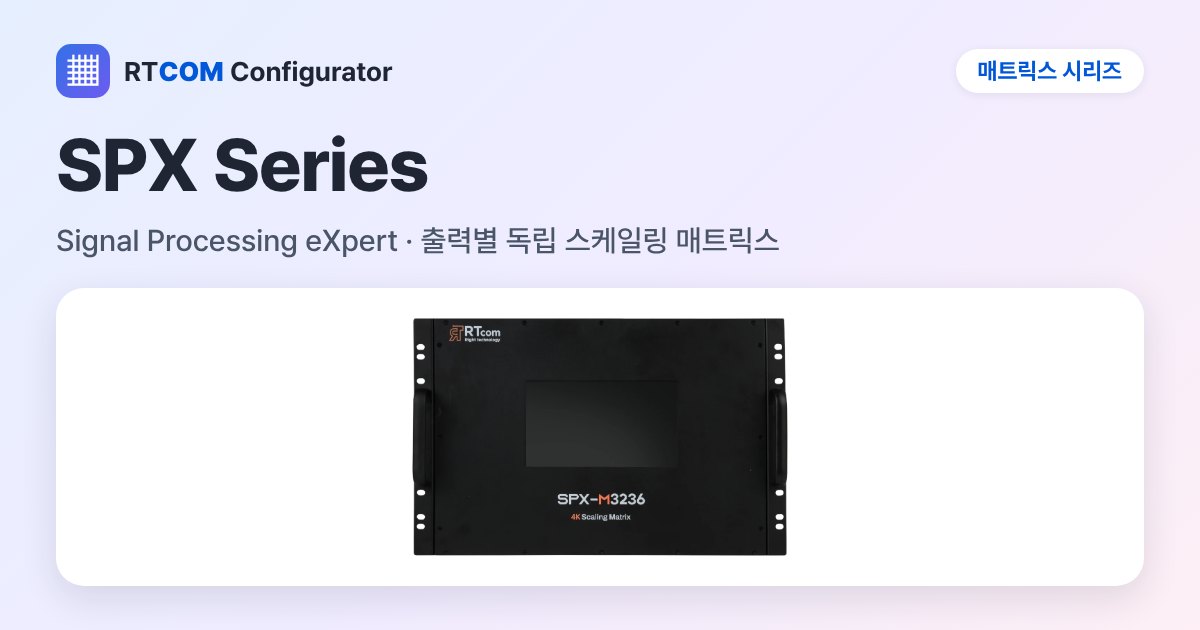 RTCOM Configurator
매트릭스 시리즈
SPX Series
Signal Processing eXpert · 출력별 독립 스케일링 매트릭스
RTcom
Right technology
SPX-M3236
4K Scaling Matrix